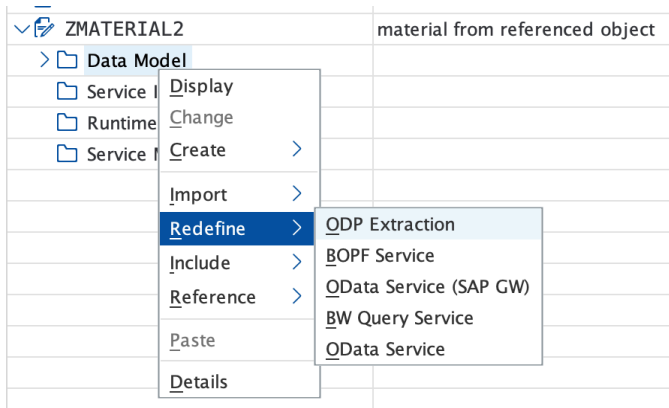 ZMATERIAL2 material from referenced object
Data Model
Service
Runtime
Service
Display
Change
Create
Import
Redefine
Include
Reference
Paste
Details
ODP Extraction
BOPF Service
OData Service (SAP GW)
BW Query Service
OData Service